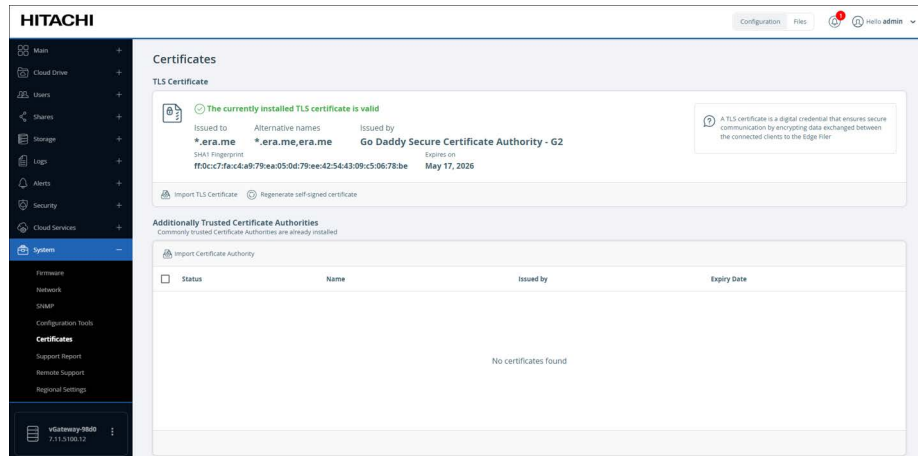 HITACHI
Configuration Files 1 Hello admin
Main
Cloud Drive
Users
Shares
Storage
Logs
Alerts
Security
Cloud Services
System
Firmware
Network
SNMP
Configuration Tools
Certificates
Support Report
Remote Support
Regional Settings
vGateway-98d0
7.11.5100.12
Certificates
TLS Certificate
The currently installed TLS certificate is valid
Issued to Alternative names Issued by
*.era.me *.era.me,era.me Go Daddy Secure Certificate Authority - G2
SHA1 Fingerprint Expires on
ff:0c:c7:fa:c4:a9:79:ea:05:0d:79:ee:42:54:43:09:c5:06:78:be May 17, 2026
A TLS certificate is a digital credential that ensures secure
communication by encrypting data exchanged between
the connected clients to the Edge Filer
Import TLS Certificate Regenerate self-signed certificate
Additionally Trusted Certificate Authorities
Commonly trusted Certificate Authorities are already installed
Import Certificate Authority
Status Name Issued by Expiry Date
No certificates found